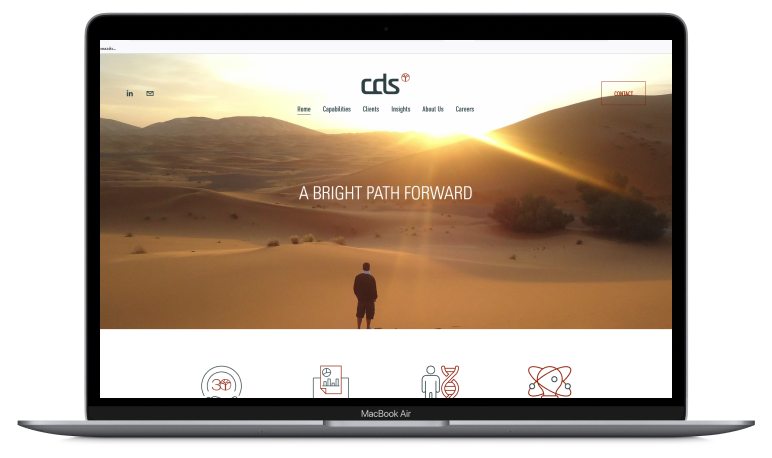 in
cds
CONTACT
Home Capabilities Clients Insights About Us Careers
A BRIGHT PATH FORWARD
30
MacBook Air